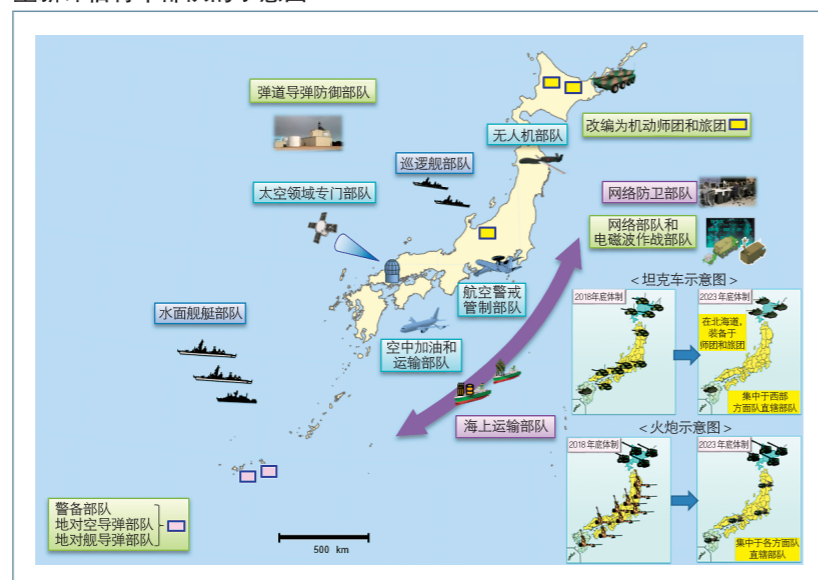 弹道导弹防御部队
无人机部队
改编为机动师团和旅团
巡逻舰部队
太空领域专门部队
网络防卫部队
网络部队和
电磁波作战部队
航空警戒
管制部队
水面舰艇部队
空中加油和
运输部队
海上运输部队
<坦克车示意图>
2018年底体制
2023年底体制
在北海道,
装备于
师团和旅团
集中于西部
方面队直辖部队
<火炮示意图>
2018年底体制
2023年底体制
集中于各方面队
直辖部队
警备部队
地对空导弹部队
地对舰导弹部队
500 km